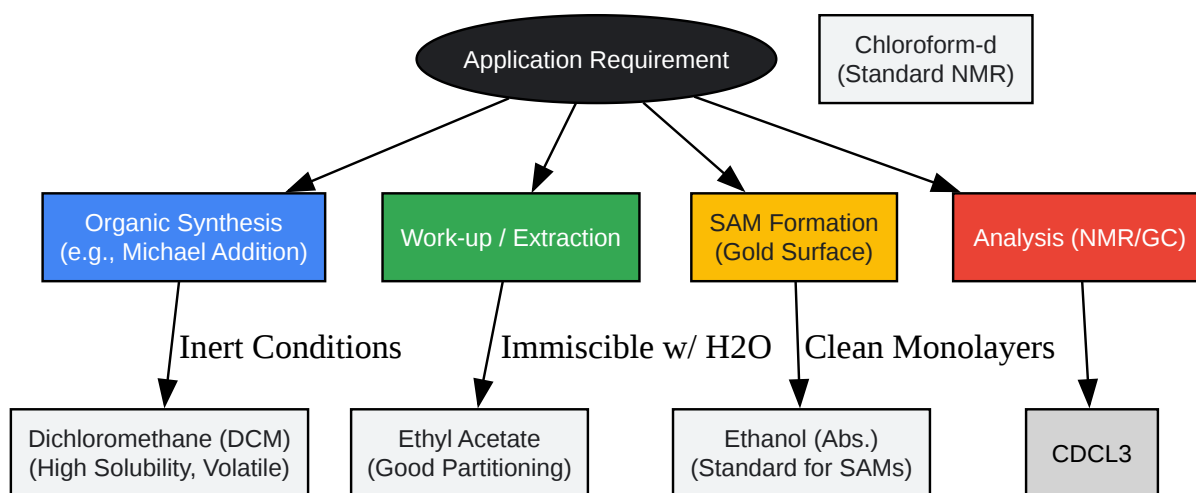 Application Requirement
Chloroform-d
(Standard NMR)
Organic Synthesis
(e.g., Michael Addition)
Work-up / Extraction
SAM Formation
(Gold Surface)
Analysis (NMR/GC)
Inert Conditions
Immiscible w/ H2O
Clean Monolayers
Dichloromethane (DCM)
(High Solubility, Volatile)
Ethyl Acetate
(Good Partitioning)
Ethanol (Abs.)
(Standard for SAMs)
CDCL3